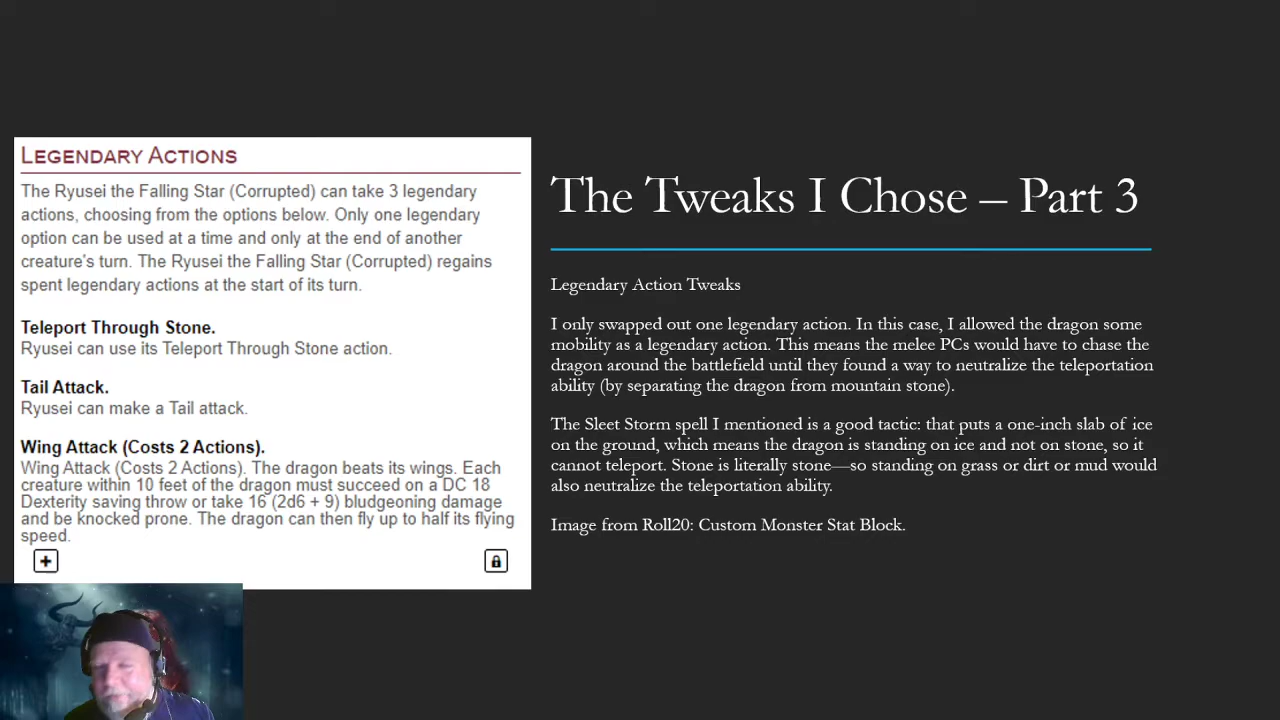 LEGENDARY ACTIONS
The Ryusei the Falling Star (Corrupted) can take 3 legendary
actions, choosing from the options below. Only one legendary
option can be used at a time and only at the end of another
creature's turn. The Ryusei the Falling Star (Corrupted) regains
spent legendary actions at the start of its turn.
Teleport Through Stone.
Ryusei can use its Teleport Through Stone action.
Tail Attack.
Ryusei can make a Tail attack.
Wing Attack (Costs 2 Actions).
Wing Attack (Costs 2 Actions). The dragon beats its wings. Each
creature within 10 feet of the dragon must succeed on a DC 18
Dexterity saving throw or take 16 (2d6 + 9) bludgeoning damage
and be knocked prone. The dragon can then fly up to half its flying
speed.
The Tweaks I Chose – Part 3
Legendary Action Tweaks
I only swapped out one legendary action. In this case, I allowed the dragon some
mobility as a legendary action. This means the melee PCs would have to chase the
dragon around the battlefield until they found a way to neutralize the teleportation
ability (by separating the dragon from mountain stone).
The Sleet Storm spell I mentioned is a good tactic: that puts a one-inch slab of ice
on the ground, which means the dragon is standing on ice and not on stone, so it
cannot teleport. Stone is literally stone—so standing on grass or dirt or mud would
also neutralize the teleportation ability.
Image from Roll20: Custom Monster Stat Block.